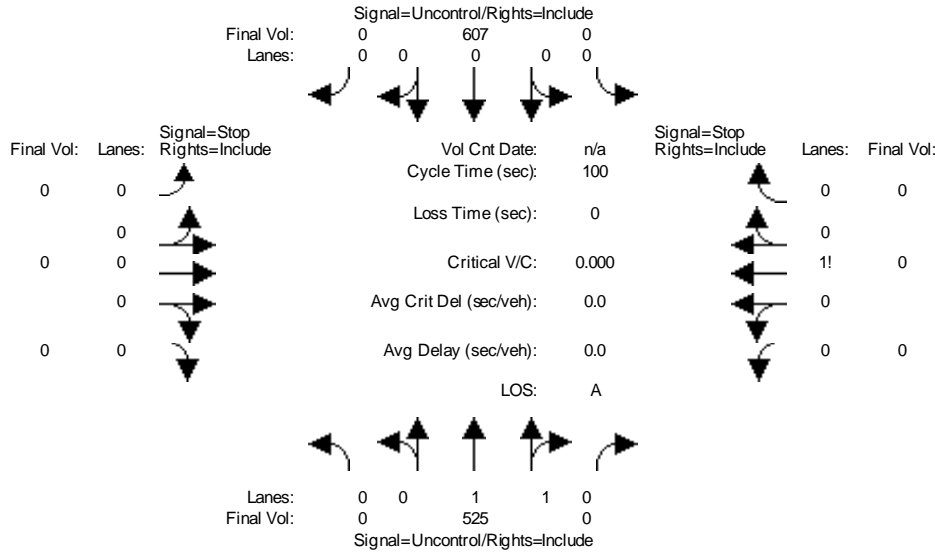 Signal=Uncontrol/Rights=Include
Final Vol: 0 607 0
Lanes: 0 0 0 0 0
Signal=Stop
Final Vol: Lanes: Rights=Include
Vol Cnt Date: n/a
Signal=Stop
Rights=Include Lanes: Final Vol:
Cycle Time (sec): 100
0 0
0 0
Loss Time (sec): 0
0
0
0 0
Critical V/C: 0.000
1! 0
0
Avg Crit Del (sec/veh): 0.0
0
0 0
Avg Delay (sec/veh): 0.0
0 0
LOS: A
Lanes: 0 0 1 1 0
Final Vol: 0 525 0
Signal=Uncontrol/Rights=Include